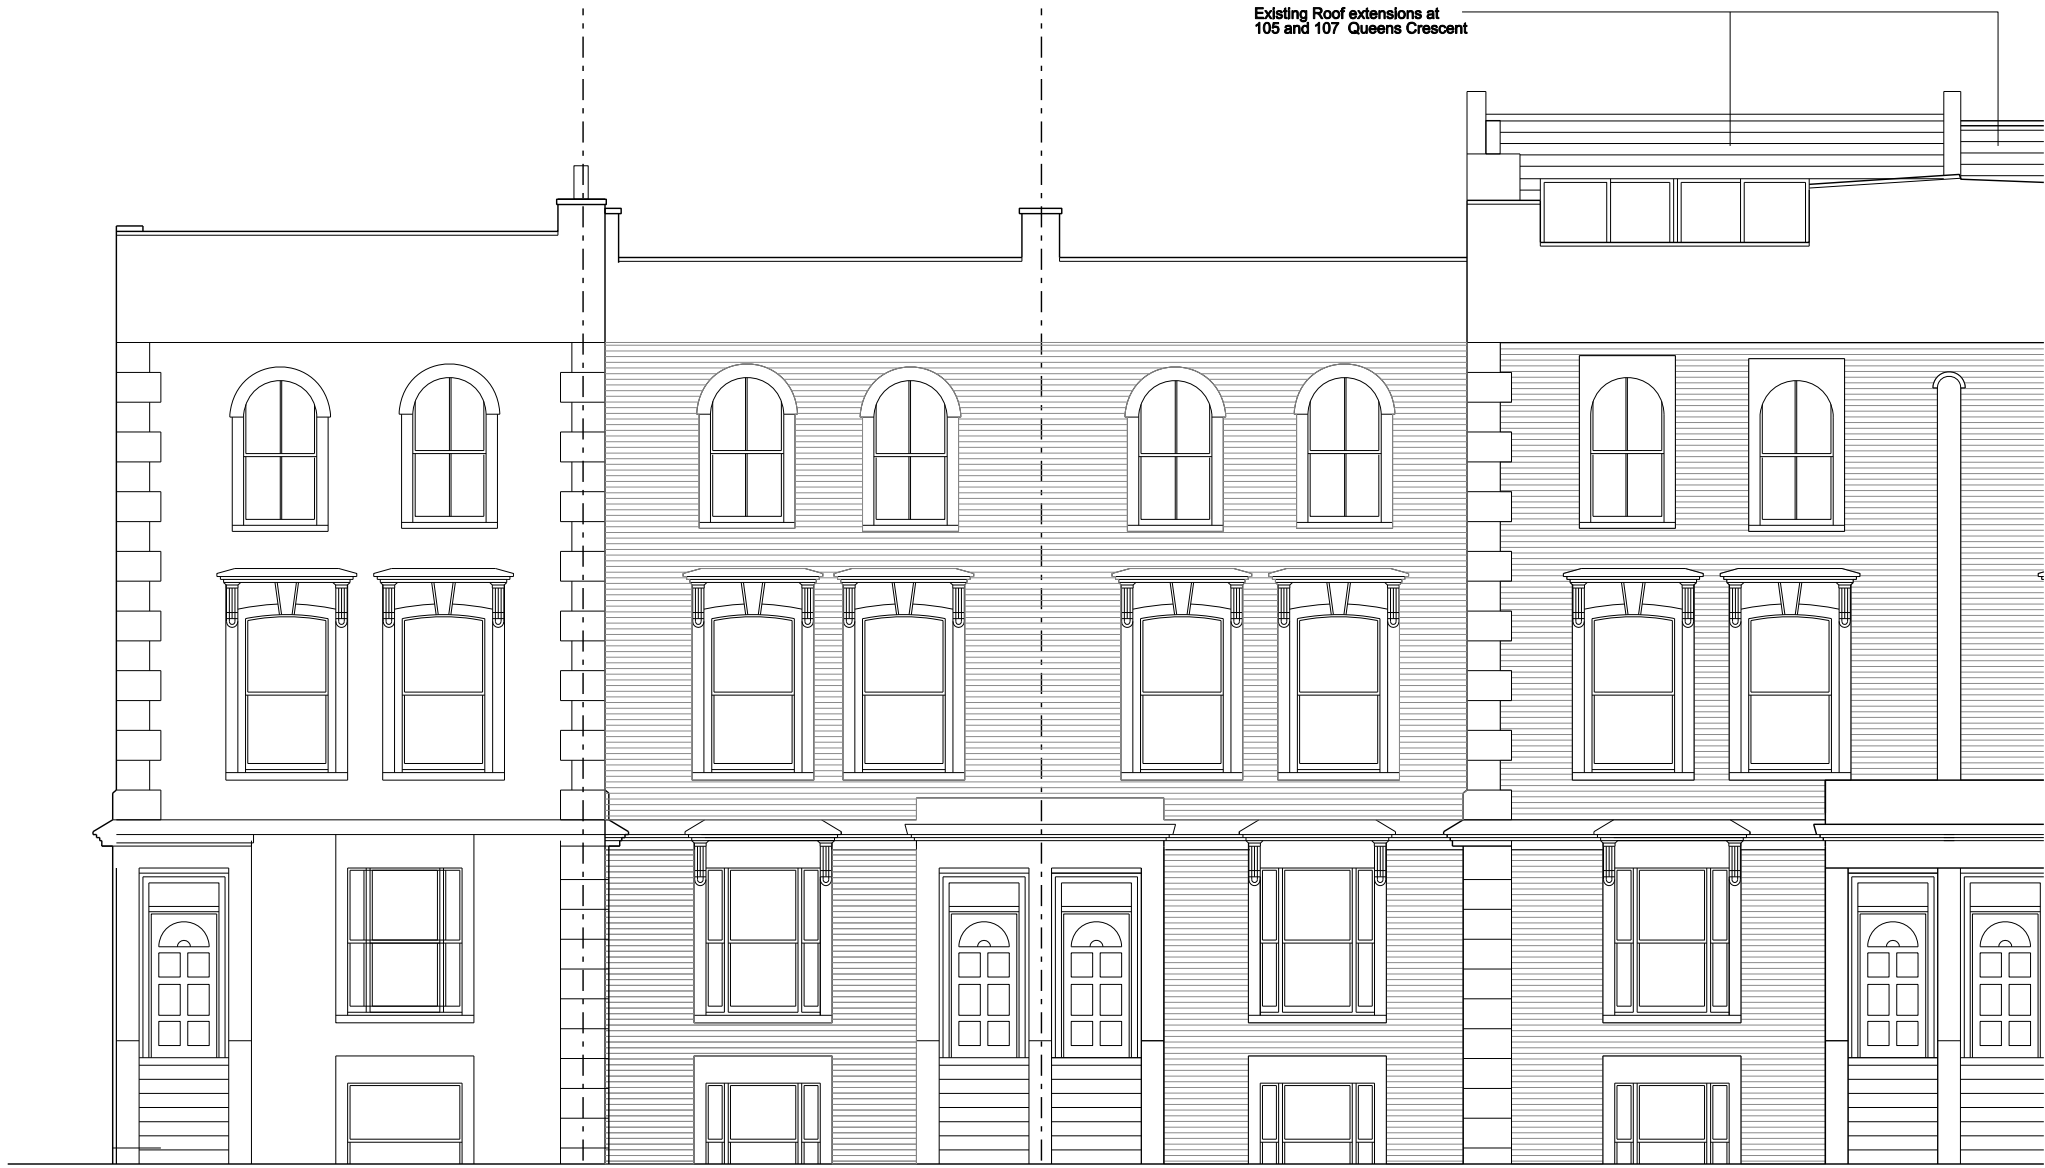 Existing Roof extensions at
105 and 107 Queens Crescent